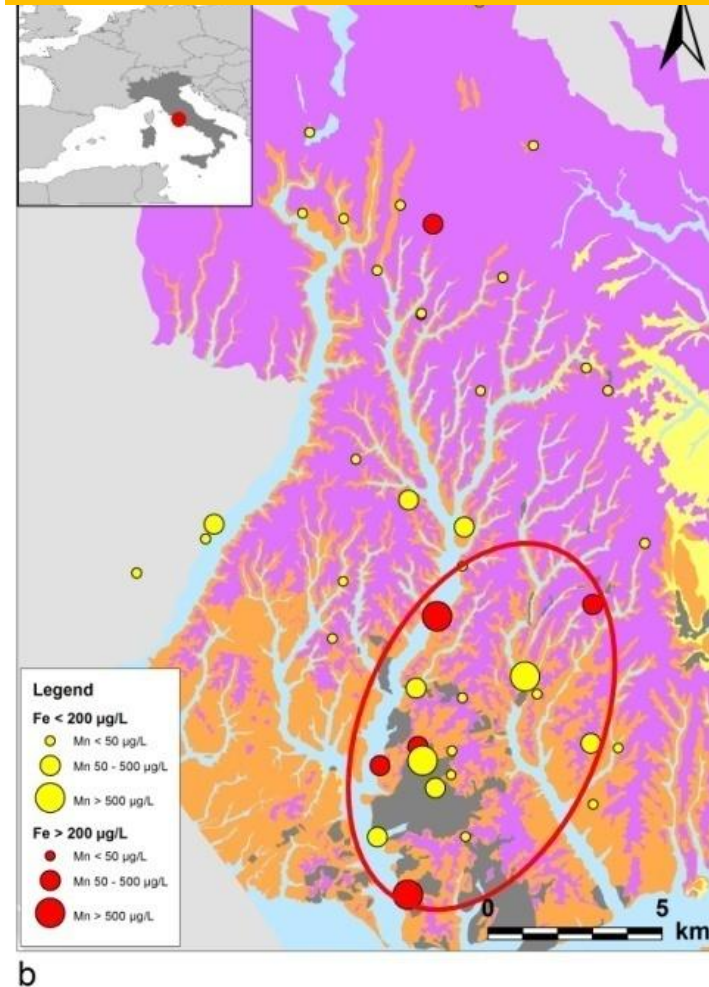 Legend
Fe < 200 µg/L
Mn < 50 µg/L
Mn 50 - 500 µg/L
Mn > 500 µg/L
Fe > 200 µg/L
Mn < 50 µg/L
Mn 50 - 500 µg/L
Mn > 500 µg/L
0 5
km
b